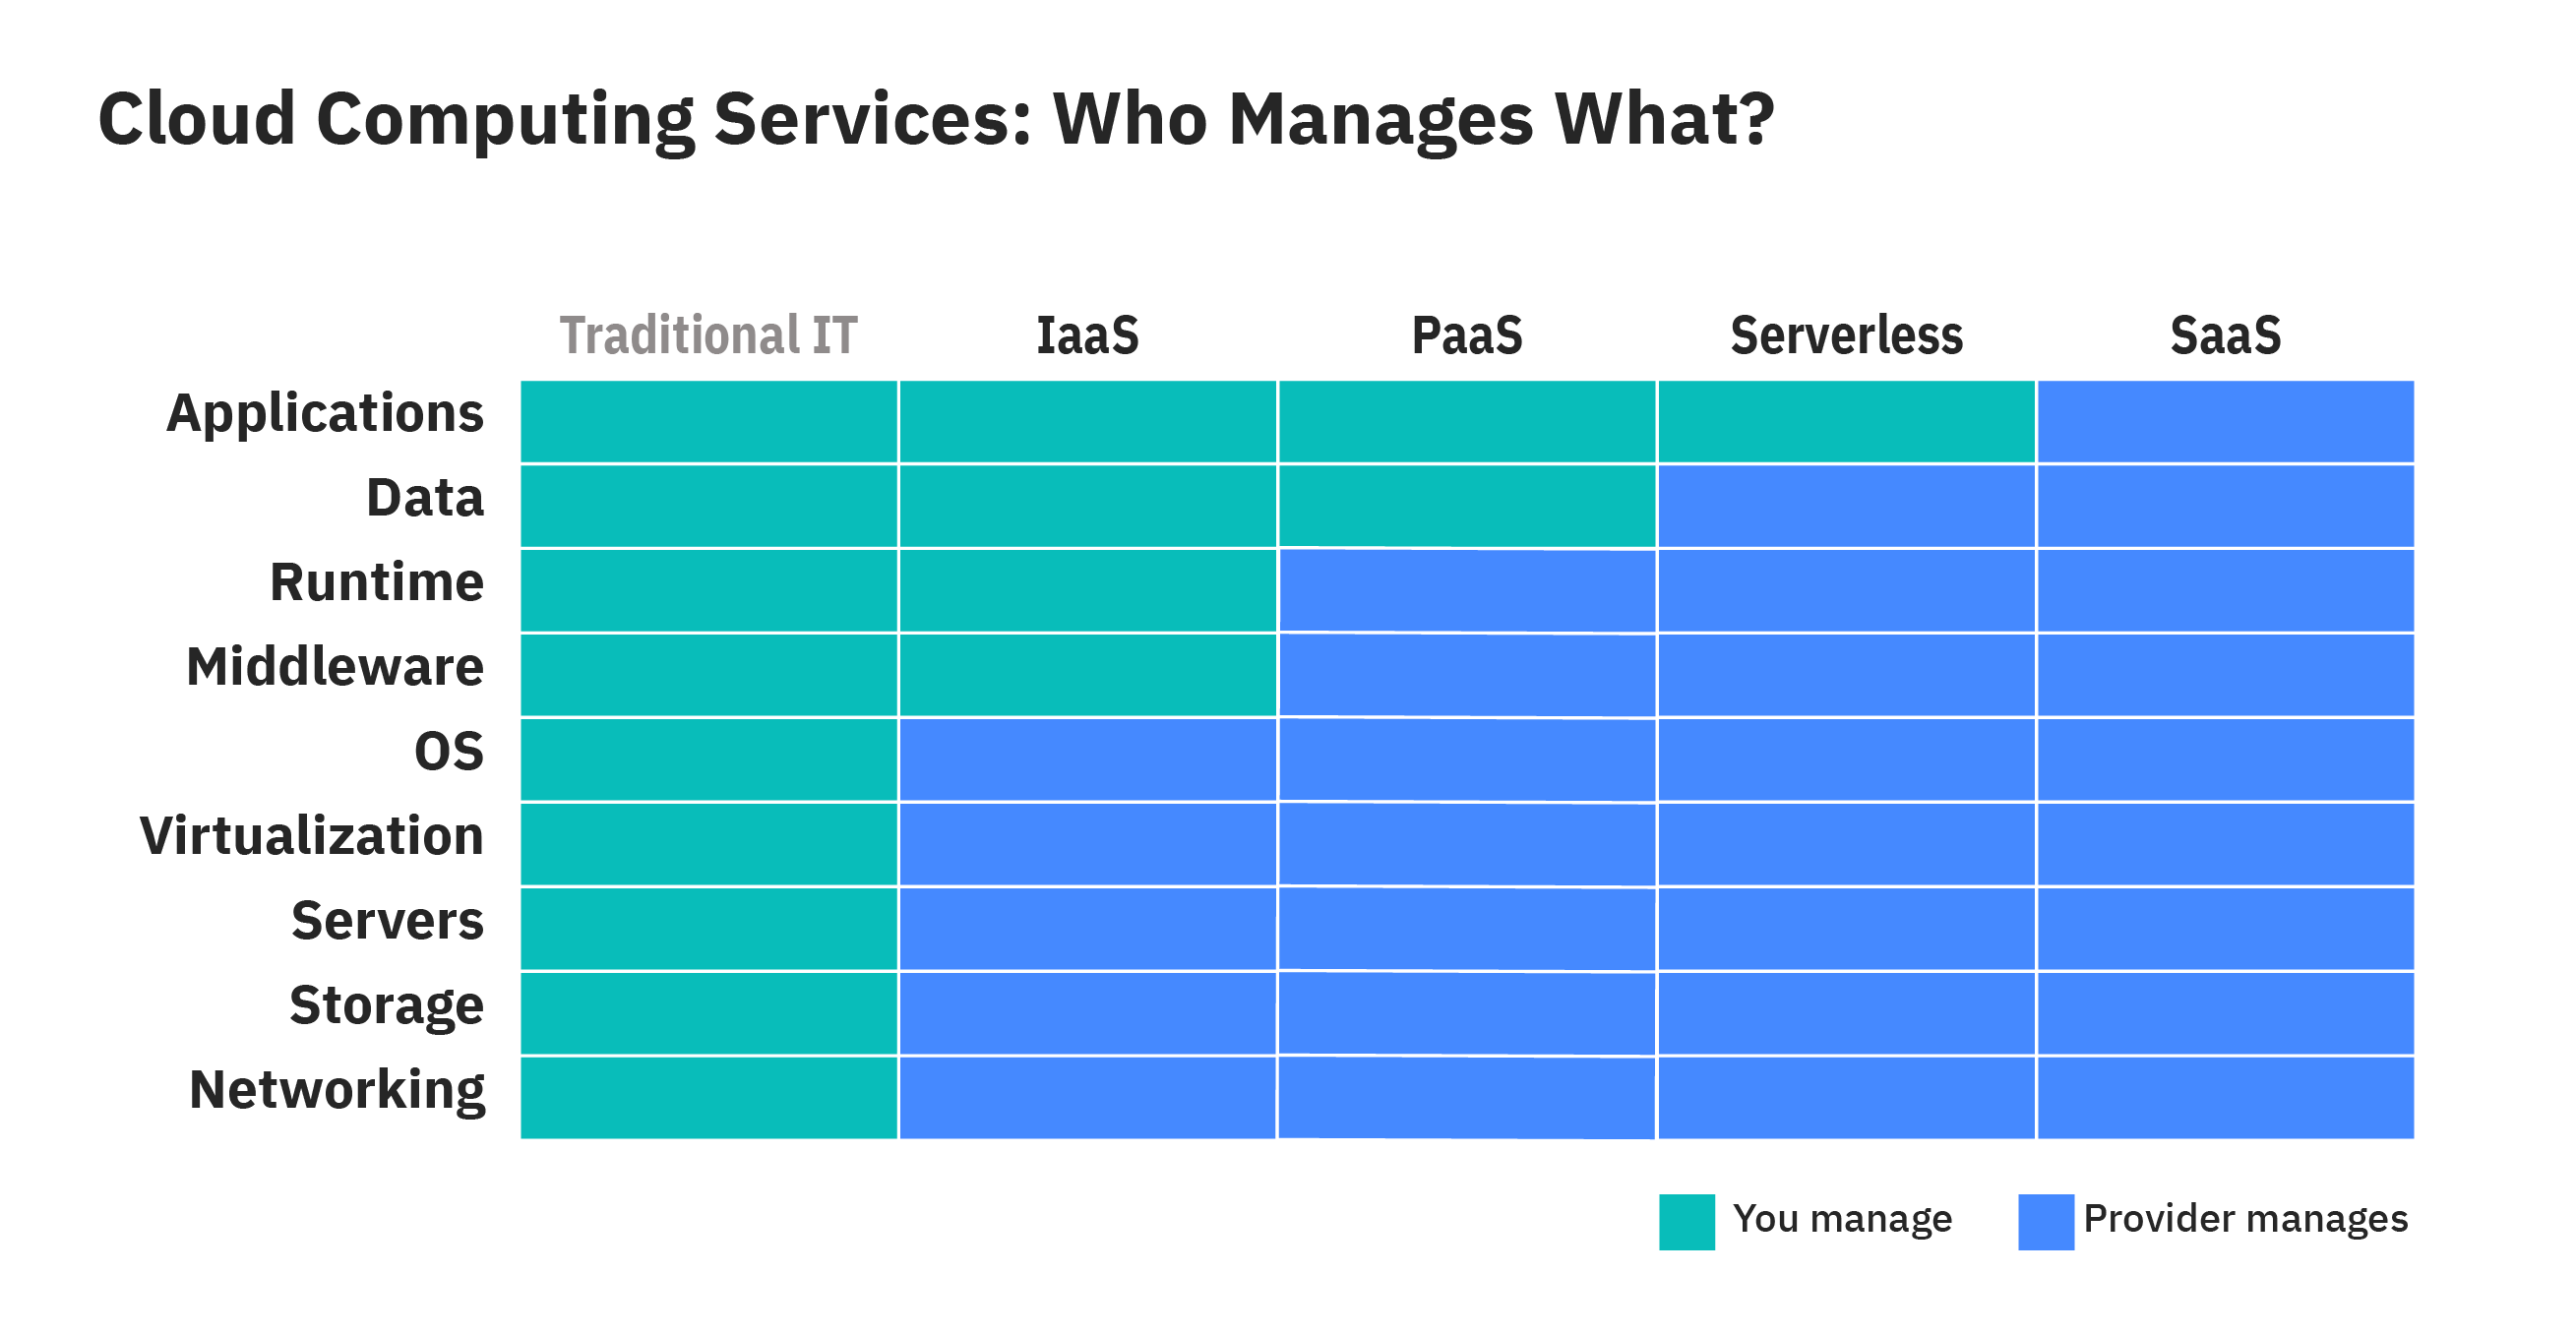 Cloud Computing Services: Who Manages What?
Traditional IT IaaS PaaS Serverless SaaS
Applications
Data
Runtime
Middleware
OS
Virtualization
Servers
Storage
Networking
You manage Provider manages